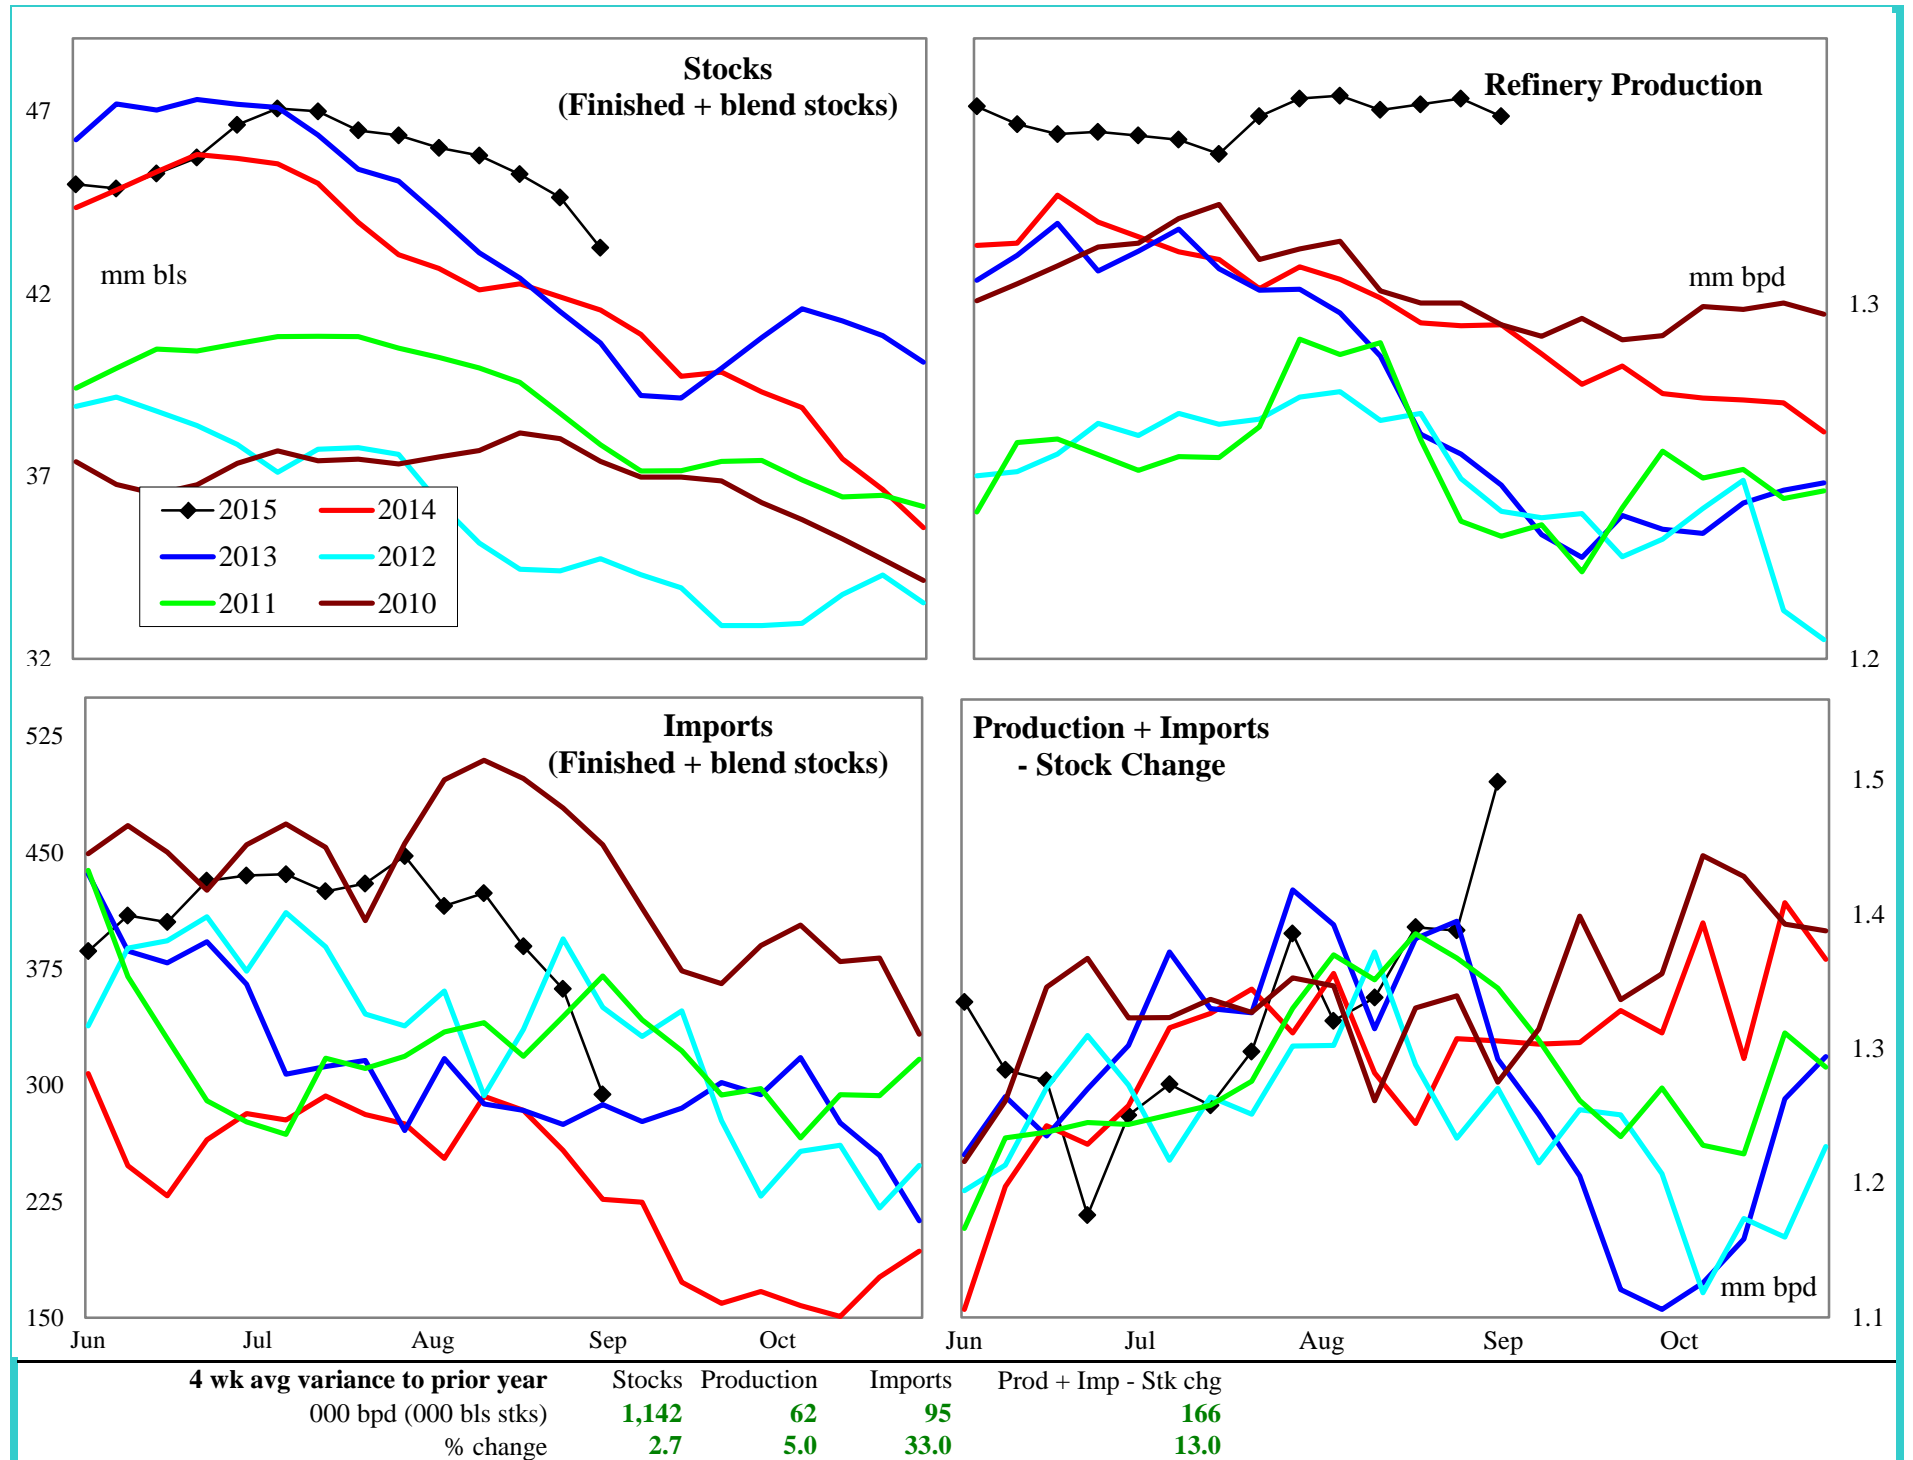 Stocks
(Finished + blend stocks)
47
mm bls
42
37
2015 2014
2013 2012
2011 2010
32
Refinery Production
mm bpd
1.3
1.2
Imports
(Finished + blend stocks)
525
450
375
300
225
150
Jun Jul Aug Sep Oct
Production + Imports
- Stock Change
1.5
1.4
1.3
1.2
mm bpd
1.1
Jun Jul Aug Sep Oct
4 wk avg variance to prior year Stocks Production Imports Prod + Imp - Stk chg
000 bpd (000 bls stks) 1,142 62 95 166
% change 2.7 5.0 33.0 13.0